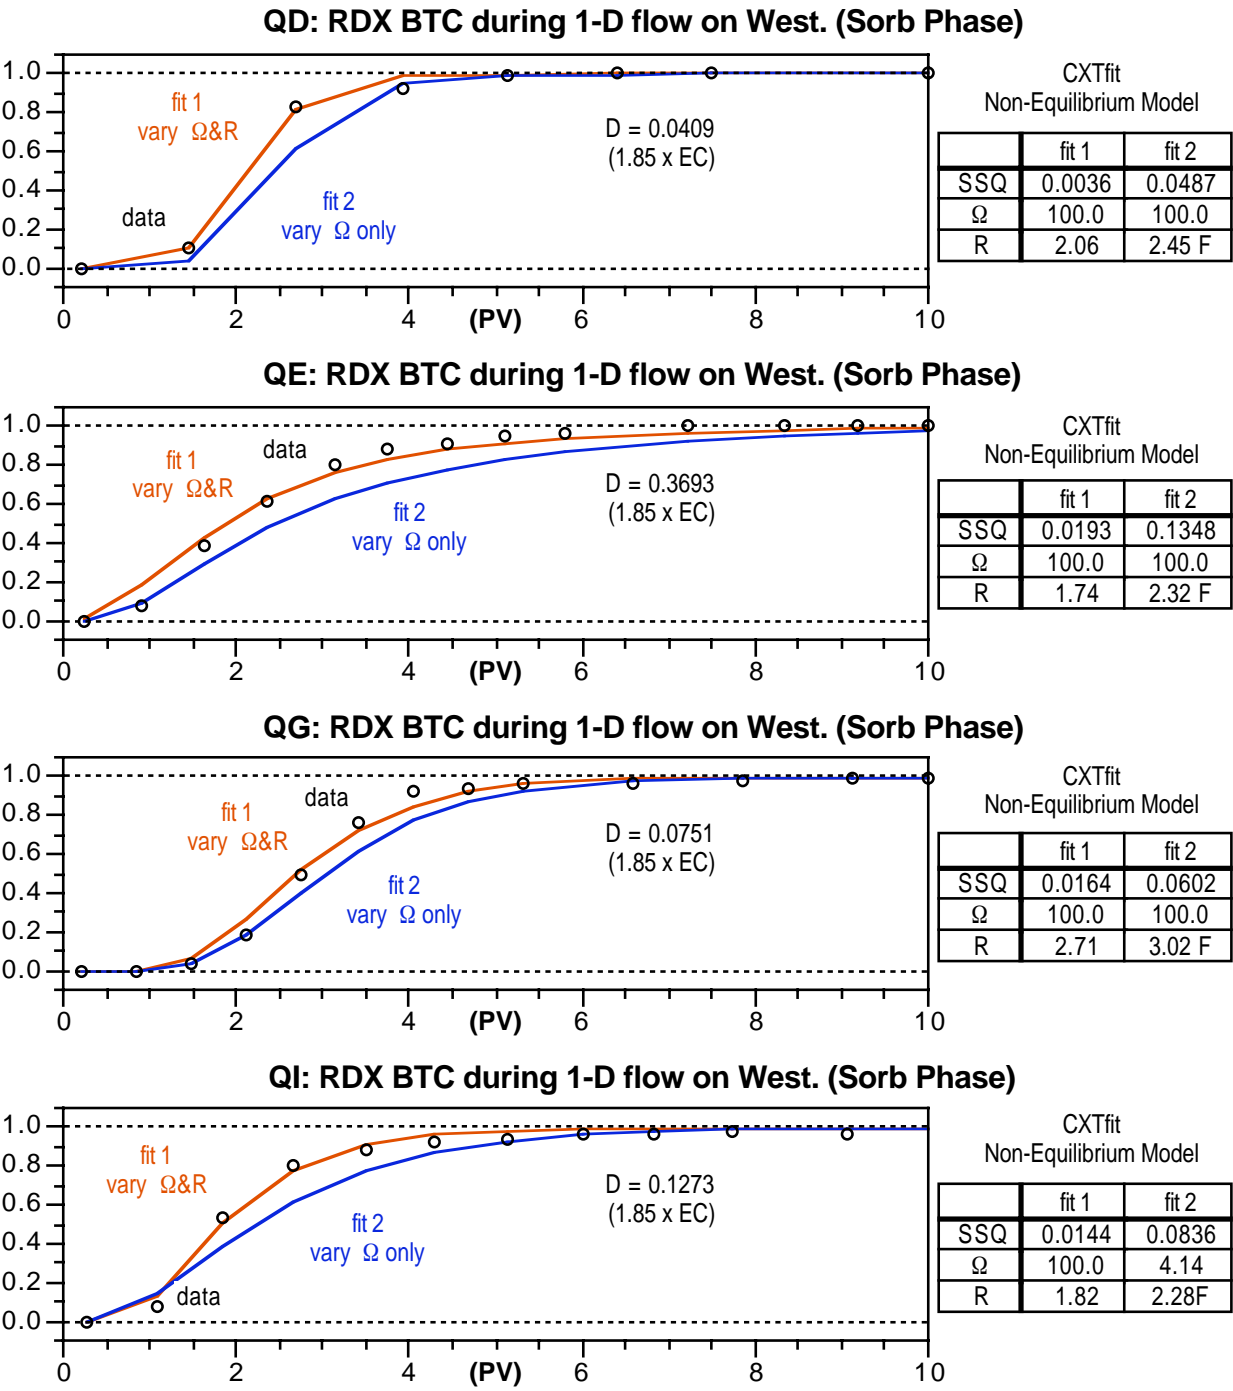 QD: RDX BTC during 1-D flow on West. (Sorb Phase)
1.0
0.8
0.6
0.4
0.2
0.0
fit 1
vary Ω&R
data
fit 2
vary Ω only
D = 0.0409
(1.85 x EC)
0 2 4 (PV) 6 8 10
CXTfit
Non-Equilibrium Model
fit 1 fit 2
SSQ 0.0036 0.0487
Ω 100.0 100.0
R 2.06 2.45 F
QE: RDX BTC during 1-D flow on West. (Sorb Phase)
1.0
0.8
0.6
0.4
0.2
0.0
data
fit 1
vary Ω&R
fit 2
vary Ω only
D = 0.3693
(1.85 x EC)
0 2 4 (PV) 6 8 10
CXTfit
Non-Equilibrium Model
fit 1 fit 2
SSQ 0.0193 0.1348
Ω 100.0 100.0
R 1.74 2.32 F
QG: RDX BTC during 1-D flow on West. (Sorb Phase)
1.0
0.8
0.6
0.4
0.2
0.0
data
fit 1
vary Ω&R
fit 2
vary Ω only
D = 0.0751
(1.85 x EC)
0 2 4 (PV) 6 8 10
CXTfit
Non-Equilibrium Model
fit 1 fit 2
SSQ 0.0164 0.0602
Ω 100.0 100.0
R 2.71 3.02 F
QI: RDX BTC during 1-D flow on West. (Sorb Phase)
1.0
0.8
0.6
0.4
0.2
0.0
fit 1
vary Ω&R
fit 2
vary Ω only
data
D = 0.1273
(1.85 x EC)
0 2 4 (PV) 6 8 10
CXTfit
Non-Equilibrium Model
fit 1 fit 2
SSQ 0.0144 0.0836
Ω 100.0 4.14
R 1.82 2.28F